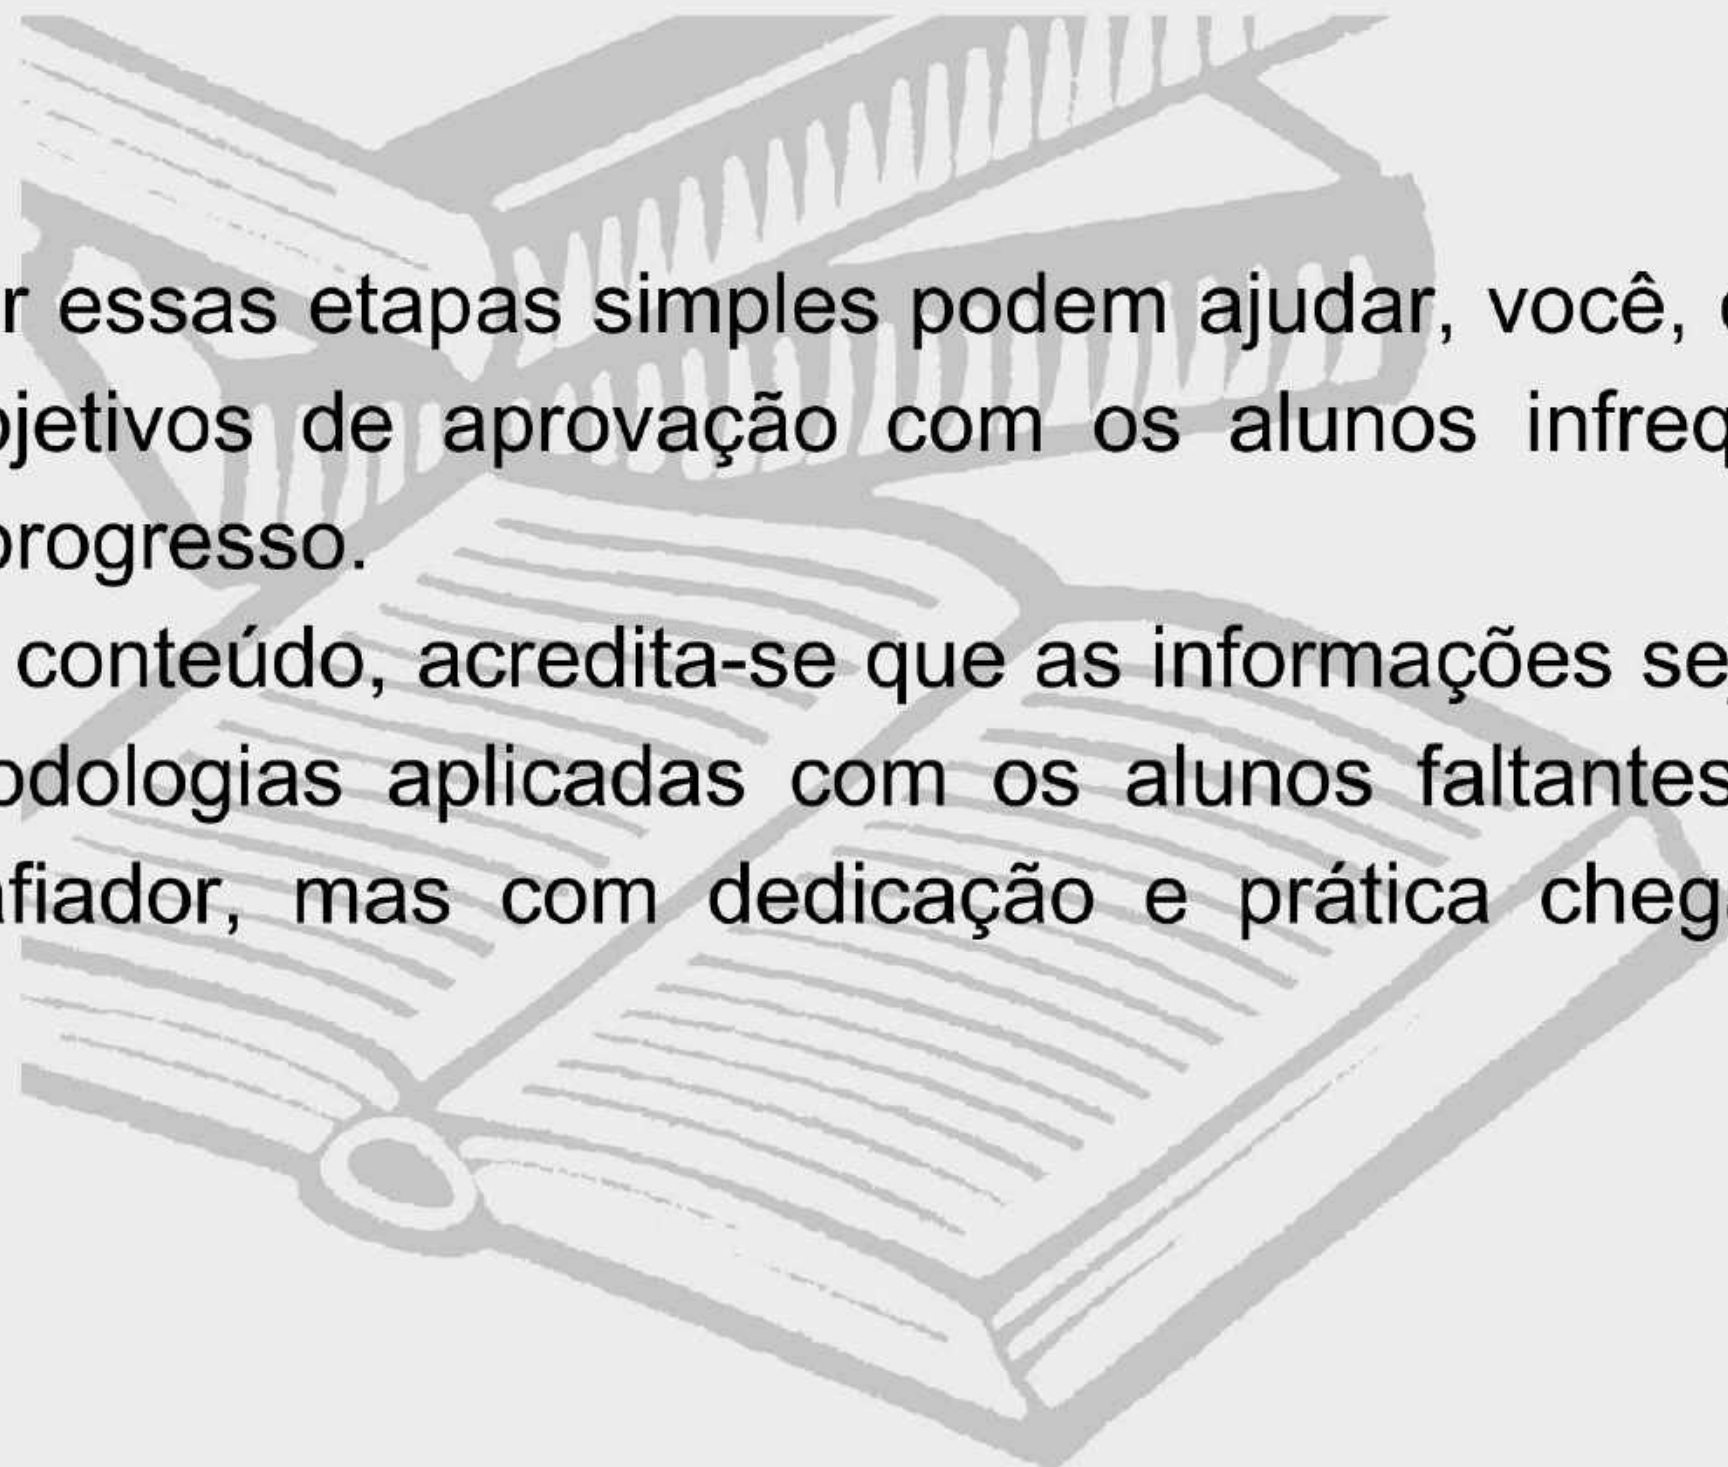 r essas etapas simples podem ajudar, você,
bjetivos de aprovação com os alunos infreq
progresso.
conteúdo, acredita-se que as informações se
odologias aplicadas com os alunos faltantes
afiador, mas com dedicação e prática cheg